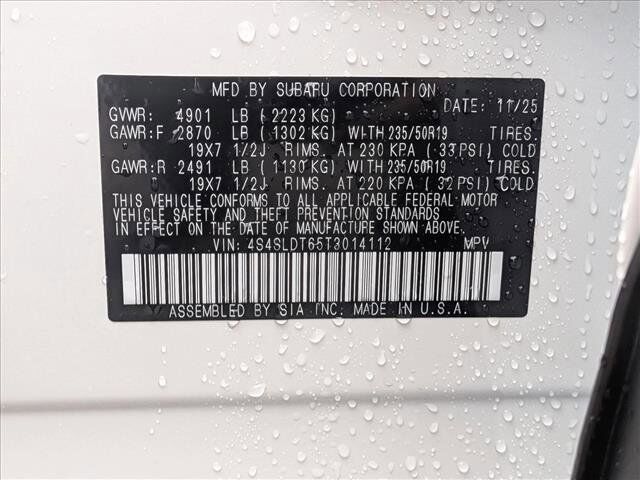 MFD BY SUBARU CORPORATION
DATE: 11/25
GVWR: 4901 LB (2223 KG)
GAWR:F 2870 LB (1302 KG) WITH 235/50R19 TIRES.
19X7 1/2J RIMS. AT 230 KPA (33 PSI) COLD
GAWR:R 2491 LB (1130 KG) WITH 235/50R19 TIRES.
19X7 1/2J RIMS. AT 220 KPA (32 PSI) COLD
THIS VEHICLE CONFORMS TO ALL APPLICABLE FEDERAL MOTOR
VEHICLE SAFETY AND THEFT PREVENTION STANDARDS
IN EFFECT ON THE DATE OF MANUFACTURE SHOWN ABOVE.
VIN: 4S4SLDT65T3014112 MPV
ASSEMBLED BY SIA INC. MADE IN U.S.A.